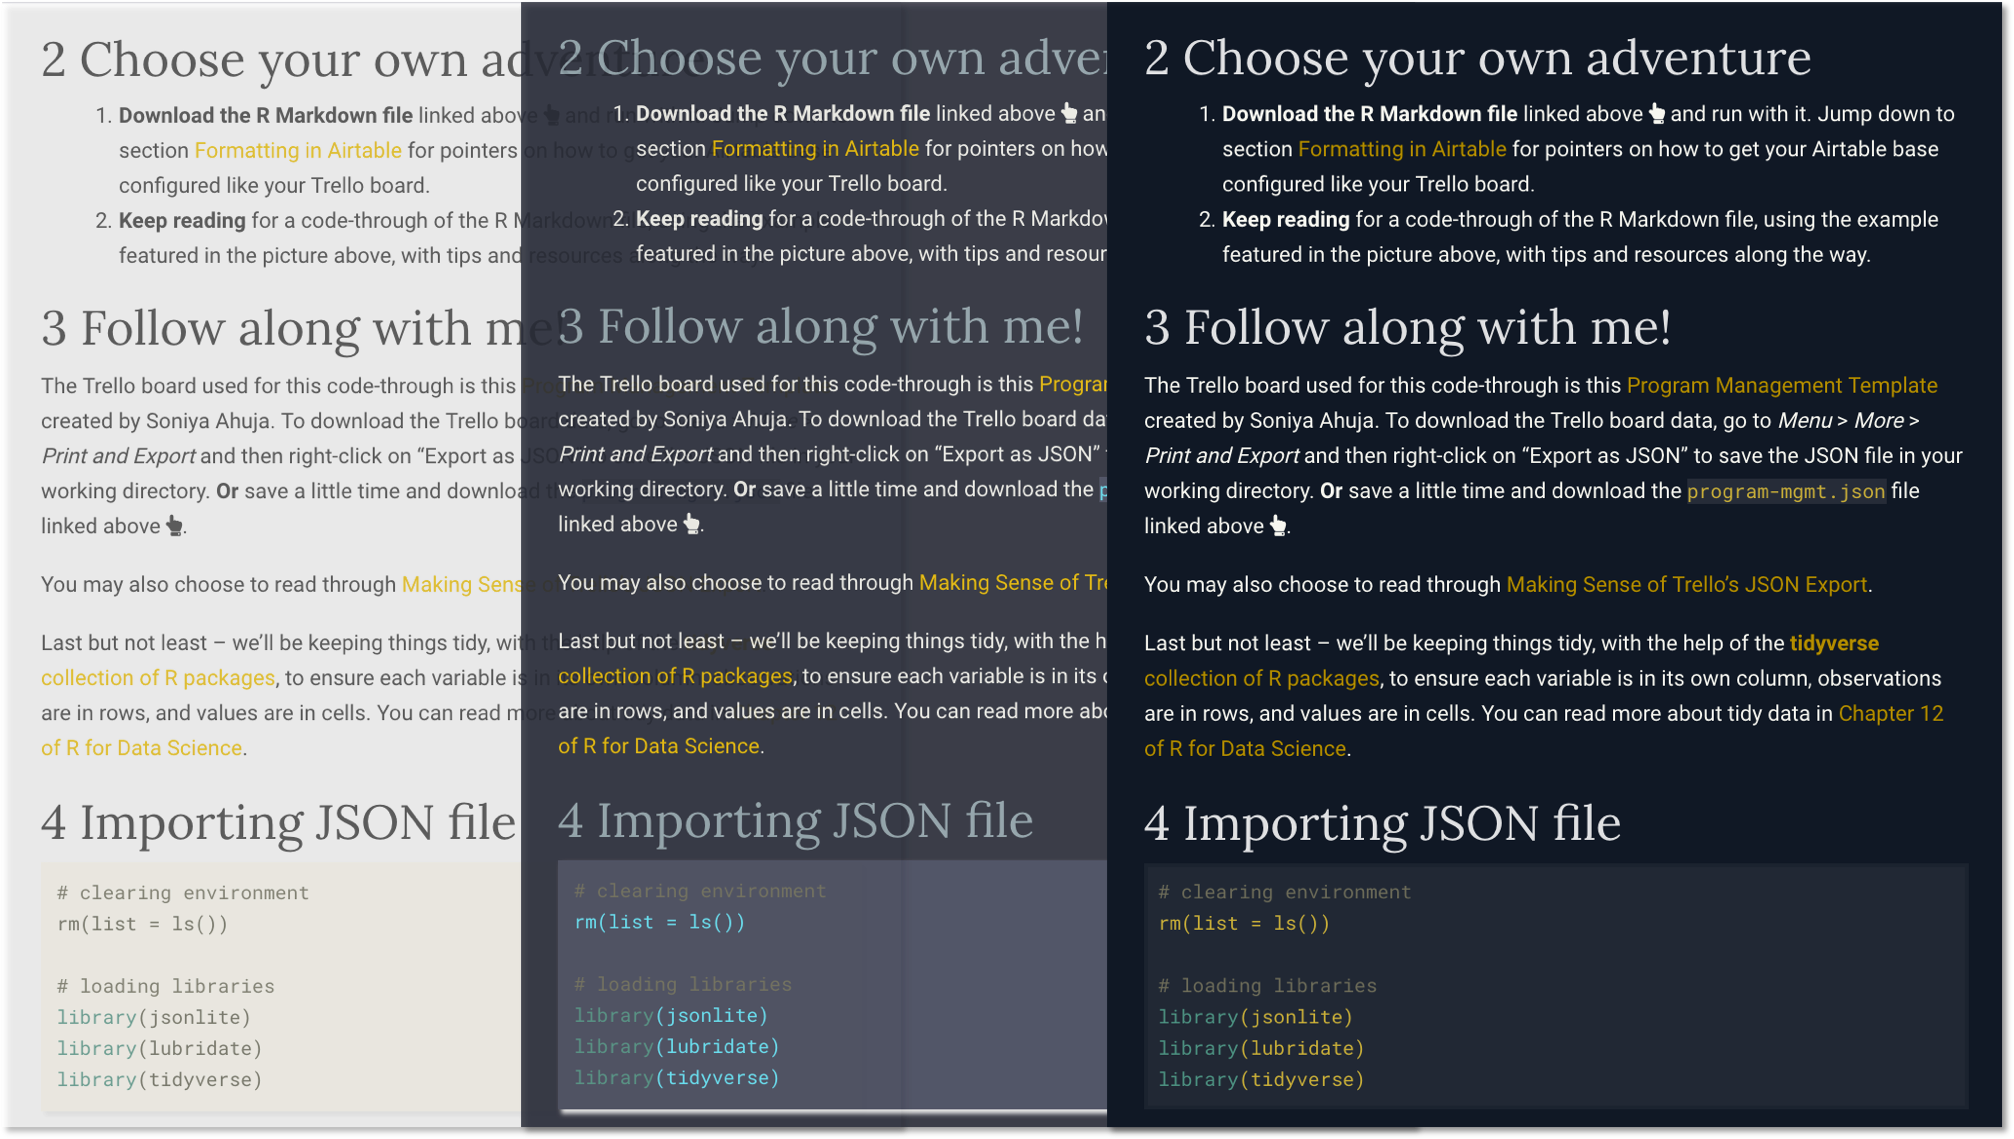 2 Choose your own adventure
1. Download the R Markdown file linked above 👆 and
section Formatting in Airtable for pointers on how to
configured like your Trello board.
2. Keep reading for a code-through of the R Markdown
featured in the picture above, with tips and resources
3 Follow along with me!
The Trello board used for this code-through is this
created by Soniya Ahuja. To download the Trello board
Print and Export and then right-click on “Export as JSON”
working directory. Or save a little time and download
linked above 👆.
You may also choose to read through Making Sense of
Last but not least – we’ll be keeping things tidy, with
collection of R packages, to ensure each variable is in
are in rows, and values are in cells. You can read more
of R for Data Science.
4 Importing JSON file
# clearing environment
rm(list = ls())
# loading libraries
library(jsonlite)
library(lubridate)
library(tidyverse)
2 Choose your own adve
1. Download the R Markdown file linked above 👆 an
section Formatting in Airtable for pointers on how
configured like your Trello board.
2. Keep reading for a code-through of the R Markdo
featured in the picture above, with tips and resour
3 Follow along with me!
The Trello board used for this code-through is this Progra
created by Soniya Ahuja. To download the Trello board da
Print and Export and then right-click on “Export as JSON”
working directory. Or save a little time and download the p
linked above 👆.
You may also choose to read through Making Sense of Tre
Last but not least – we’ll be keeping things tidy, with the h
collection of R packages, to ensure each variable is in its
are in rows, and values are in cells. You can read more abo
of R for Data Science.
4 Importing JSON file
# clearing environment
rm(list = ls())
# loading libraries
library(jsonlite)
library(lubridate)
library(tidyverse)
2 Choose your own adventure
1. Download the R Markdown file linked above 👆 and run with it. Jump down to
section Formatting in Airtable for pointers on how to get your Airtable base
configured like your Trello board.
2. Keep reading for a code-through of the R Markdown file, using the example
featured in the picture above, with tips and resources along the way.
3 Follow along with me!
The Trello board used for this code-through is this Program Management Template
created by Soniya Ahuja. To download the Trello board data, go to Menu > More >
Print and Export and then right-click on “Export as JSON” to save the JSON file in your
working directory. Or save a little time and download the program-mgmt.json file
linked above 👆.
You may also choose to read through Making Sense of Trello’s JSON Export.
Last but not least – we’ll be keeping things tidy, with the help of the tidyverse
collection of R packages, to ensure each variable is in its own column, observations
are in rows, and values are in cells. You can read more about tidy data in Chapter 12
of R for Data Science.
4 Importing JSON file
# clearing environment
rm(list = ls())
# loading libraries
library(jsonlite)
library(lubridate)
library(tidyverse)